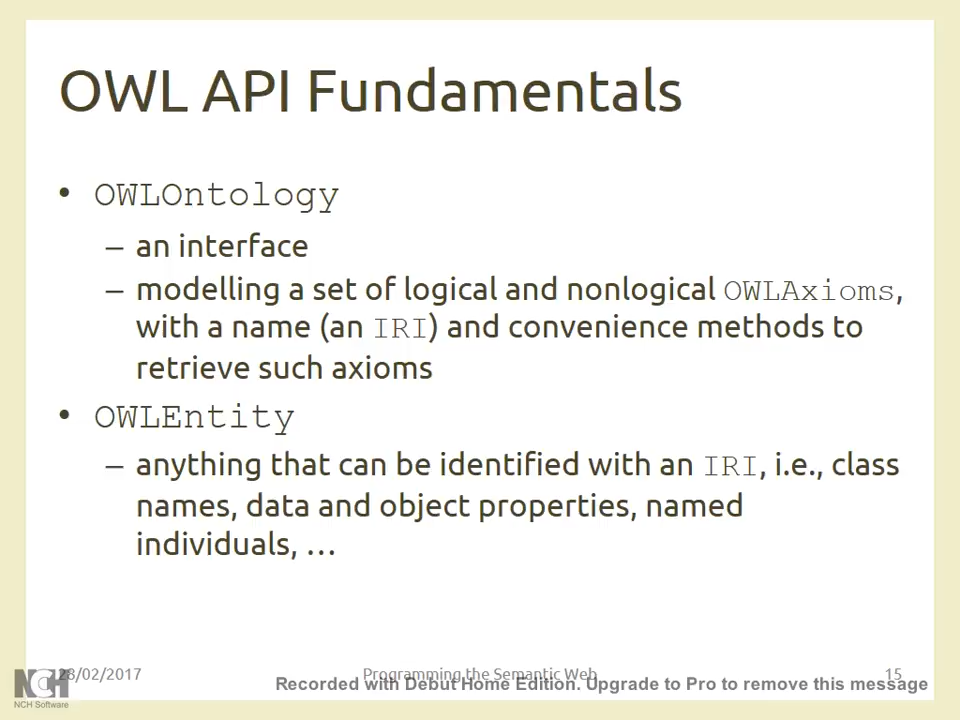 OWL API Fundamentals
• OWLOntology
– an interface
– modelling a set of logical and nonlogical OWLAxioms,
with a name (an IRI) and convenience methods to
retrieve such axioms
• OWLEntity
– anything that can be identified with an IRI, i.e., class
names, data and object properties, named
individuals, …
28/02/2017
Programming the Semantic Web
15
NCH
NCH Software
Recorded with Debut Home Edition. Upgrade to Pro to remove this message